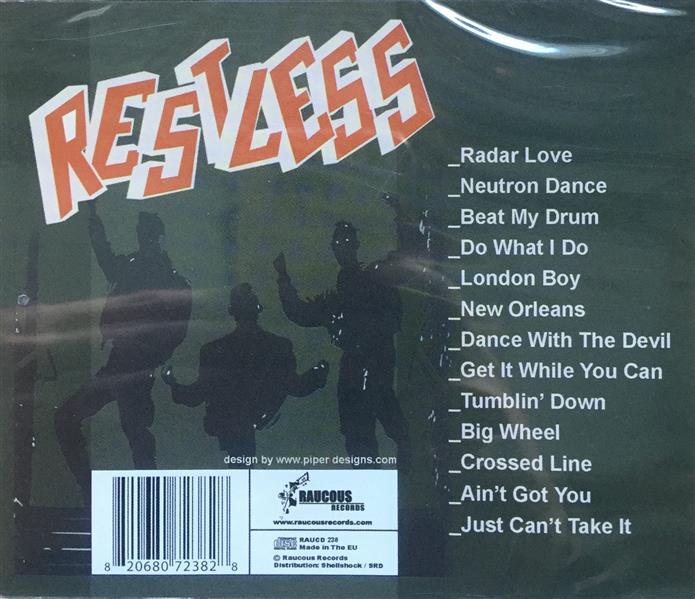 RESTLESS
_Radar Love
_Neutron Dance
_Beat My Drum
_Do What I Do
_London Boy
_New Orleans
_Dance With The Devil
_Get It While You Can
_Tumblin' Down
_Big Wheel
_Crossed Line
_Ain't Got You
_Just Can't Take It
design by www.piper designs.com
RAUCOUS
RECORDS
www.raucousrecords.com
RAUCD 238
Made in The EU
© Raucous Records
Distribution: Shellshock / SRD
8 20680 72382 8